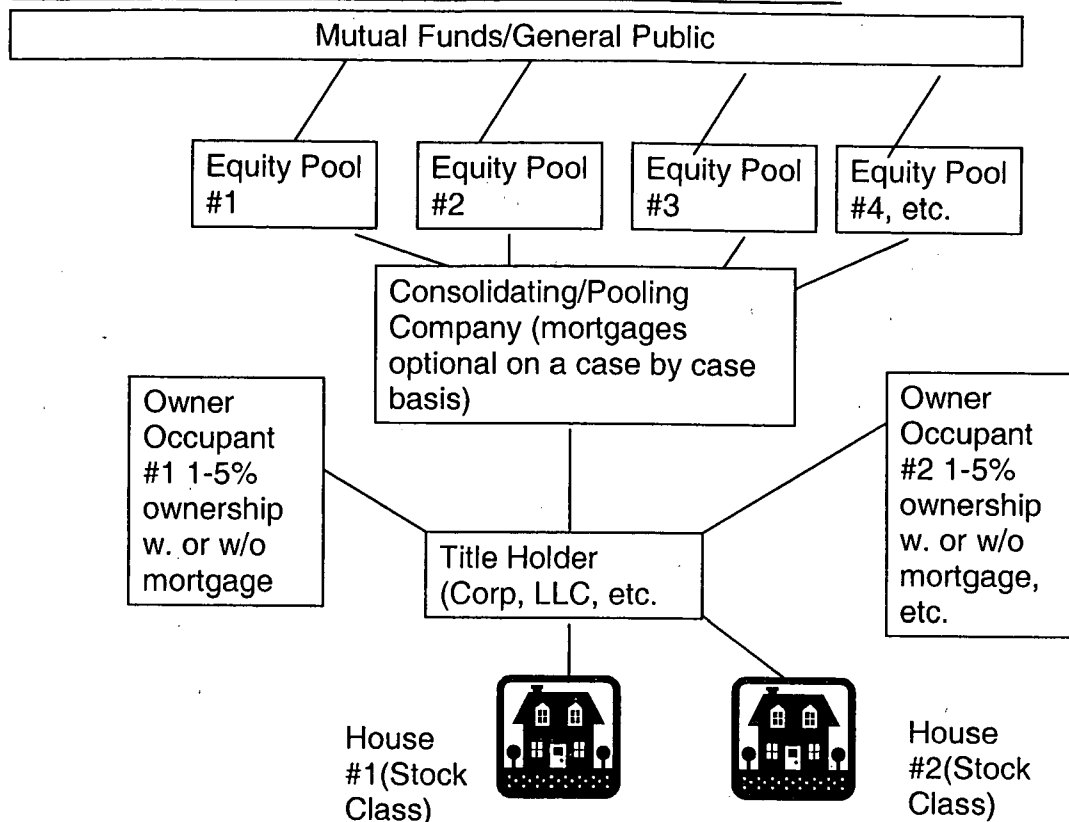 Mutual Funds/General Public
Equity Pool
#1
Equity Pool
#2
Equity Pool
#3
Equity Pool
#4, etc.
Consolidating/Pooling
Company (mortgages
optional on a case by case
basis)
Owner
Occupant
#1 1-5%
ownership
w. or w/o
mortgage
Owner
Occupant
#2 1-5%
ownership
w. or w/o
mortgage,
etc.
Title Holder
(Corp, LLC, etc.
House
#1(Stock
Class)
House
#2(Stock
Class)